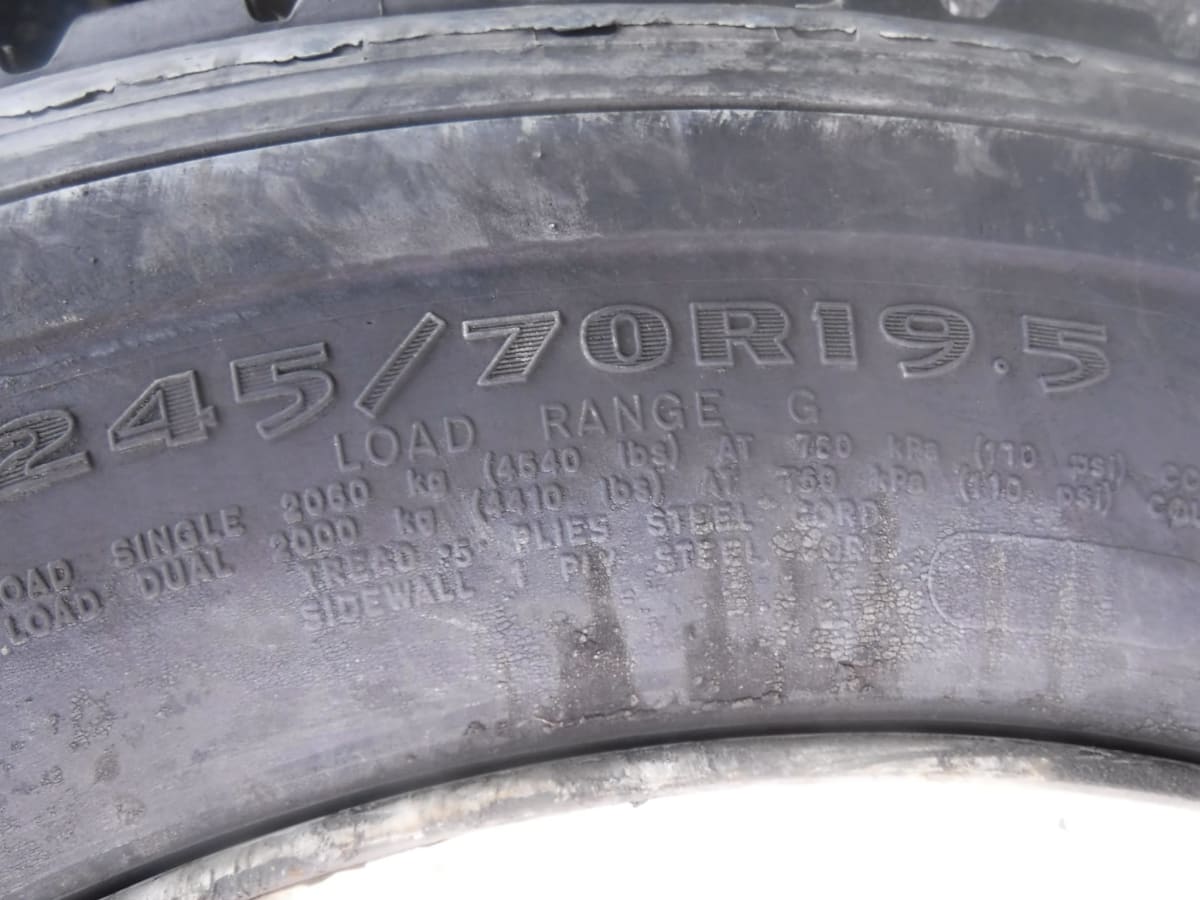 245/70R19.5
LOAD RANGE G
LOAD SINGLE 2060 kg (4540 lbs) AT 760 kPa (110 psi)
LOAD DUAL 2000 kg (4410 lbs) AT 760 kPa (110 psi)
TREAD PLIES STEEL CORD
SIDEWALL 1 PLY STEEL CORD